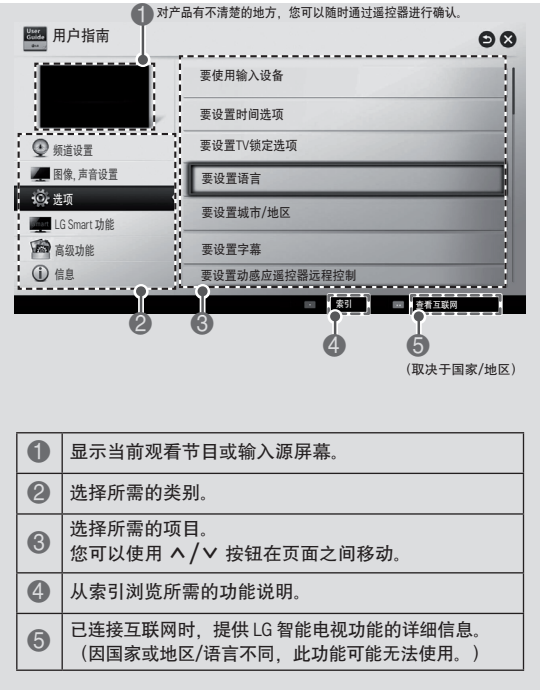 ❶ 对产品有不清楚的地方，您可以随时通过遥控器进行确认。
User Guide 用户指南
要使用输入设备
要设置时间选项
要设置TV锁定选项
要设置语言
要设置城市/地区
要设置字幕
要设置动感应遥控器远程控制
频道设置
图像, 声音设置
选项
LG Smart 功能
高级功能
信息
索引
查看互联网
❷ ❸ ❹ ❺
（取决于国家/地区）
❶ 显示当前观看节目或输入源屏幕。
❷ 选择所需的类别。
❸ 选择所需的项目。
您可以使用 ∧/∨ 按钮在页面之间移动。
❹ 从索引浏览所需的功能说明。
❺ 已连接互联网时，提供 LG 智能电视功能的详细信息。
（因国家或地区/语言不同，此功能可能无法使用。）